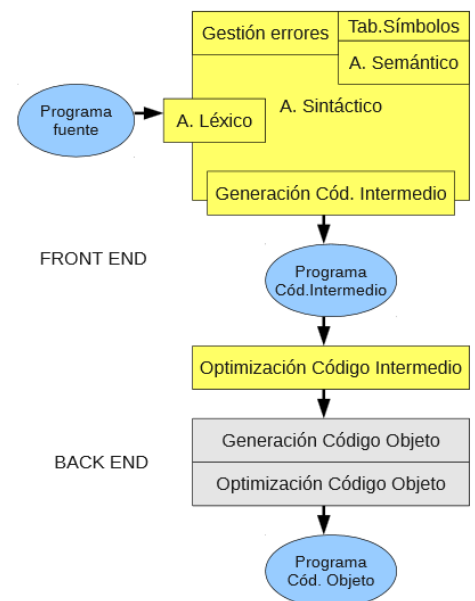 Gestión errores
Tab.Símbolos
A. Semántico
Programa
fuente
A. Léxico
A. Sintáctico
Generación Cód. Intermedio
FRONT END
Programa
Cód.Intermedio
Optimización Código Intermedio
Generación Código Objeto
BACK END
Optimización Código Objeto
Programa
Cód. Objeto